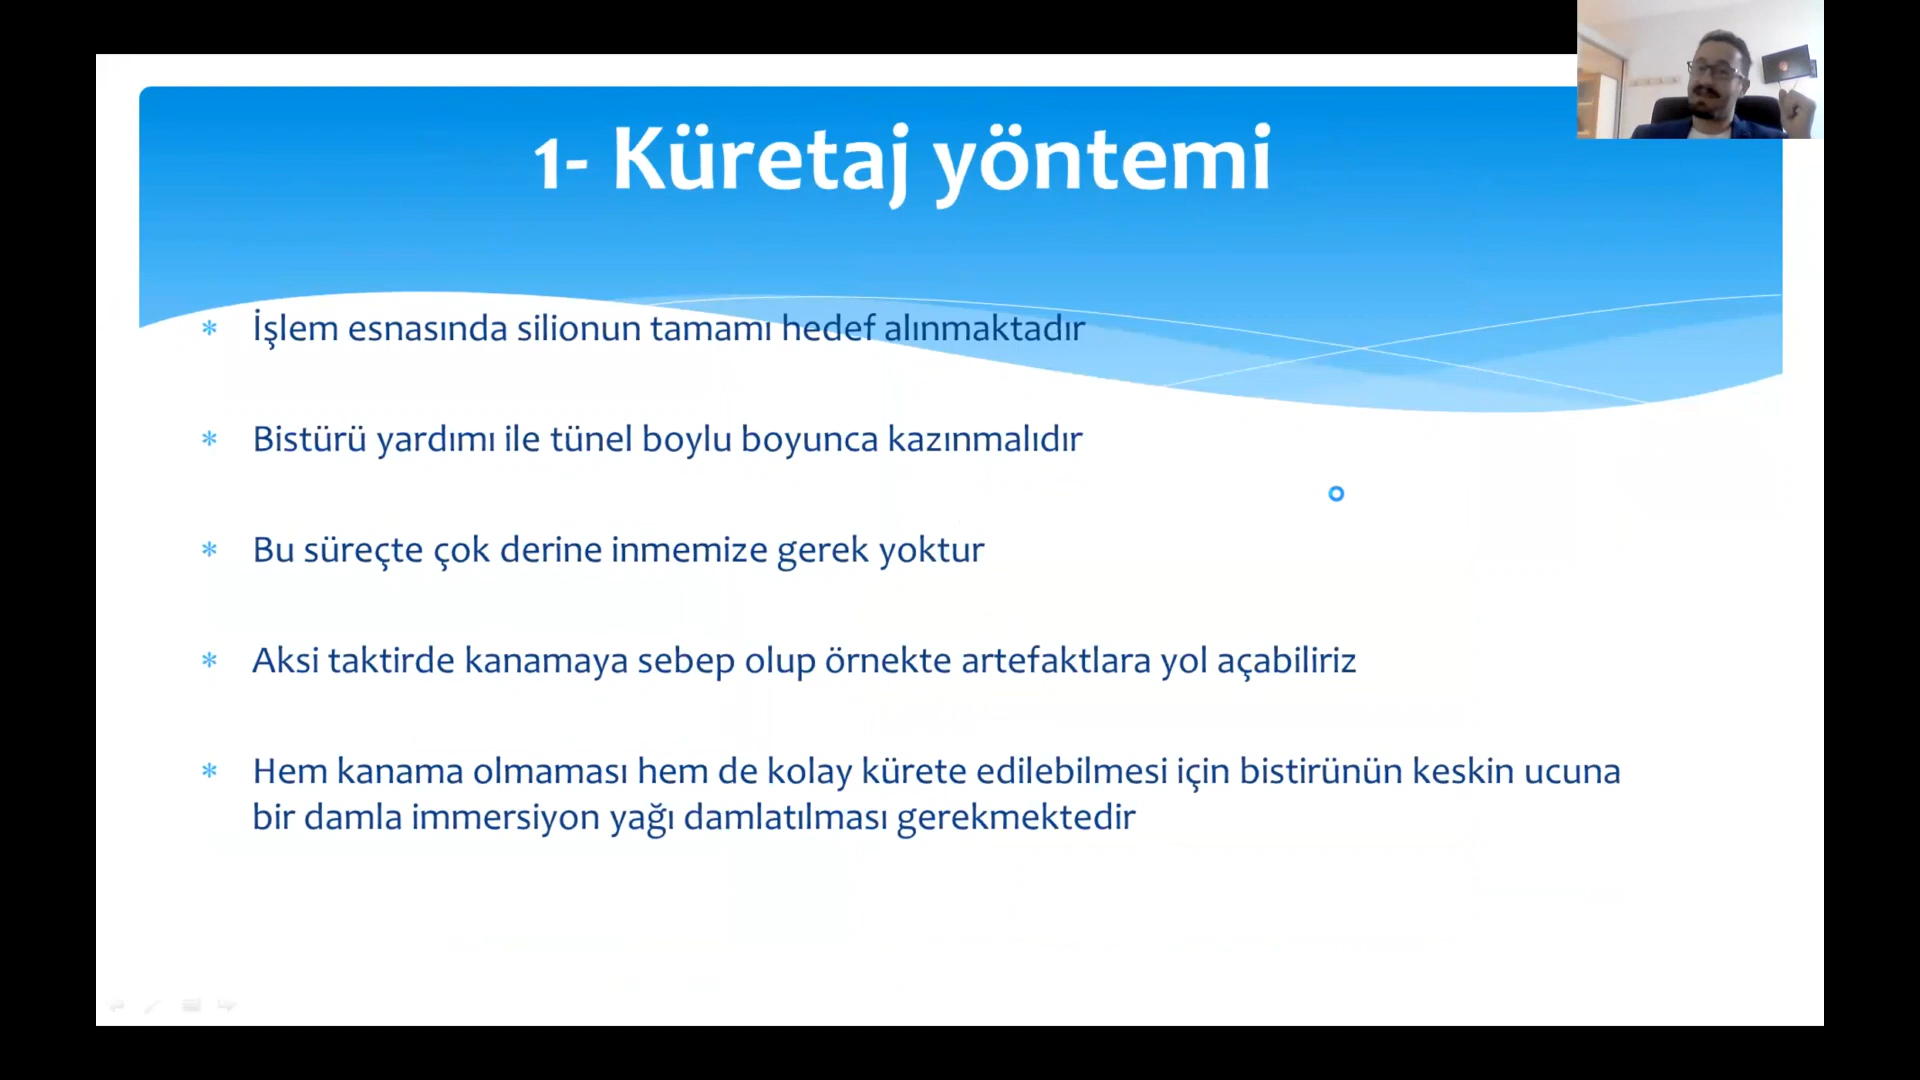 1- Küretaj yöntemi
* İşlem esnasında silionun tamamı hedef alınmaktadır
* Bistürü yardımı ile tünel boylu boyunca kazınmalıdır
* Bu süreçte çok derine inmemize gerek yoktur
* Aksi taktirde kanamaya sebep olup örnekte artefaktlara yol açabiliriz
* Hem kanama olmaması hem de kolay kürete edilebilmesi için bistirünün keskin ucuna
bir damla immersiyon yağı damlatılması gerekmektedir